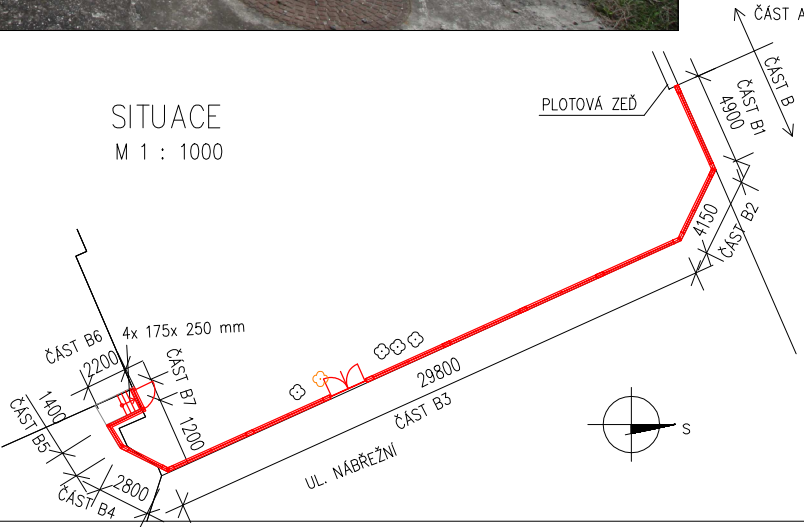 ČÁST A
ČÁST B
SITUACE
M 1 : 1000
PLOTOVÁ ZEĎ
ČÁST B1
4900
4150
ČÁST B2
ČÁST B6
4x 175x 250 mm
2200
ČÁST B7
29800
ČÁST B3
1400
ČÁST B5
1200
UL. NÁBŘEŽNÍ
S
2800
ČÁST B4